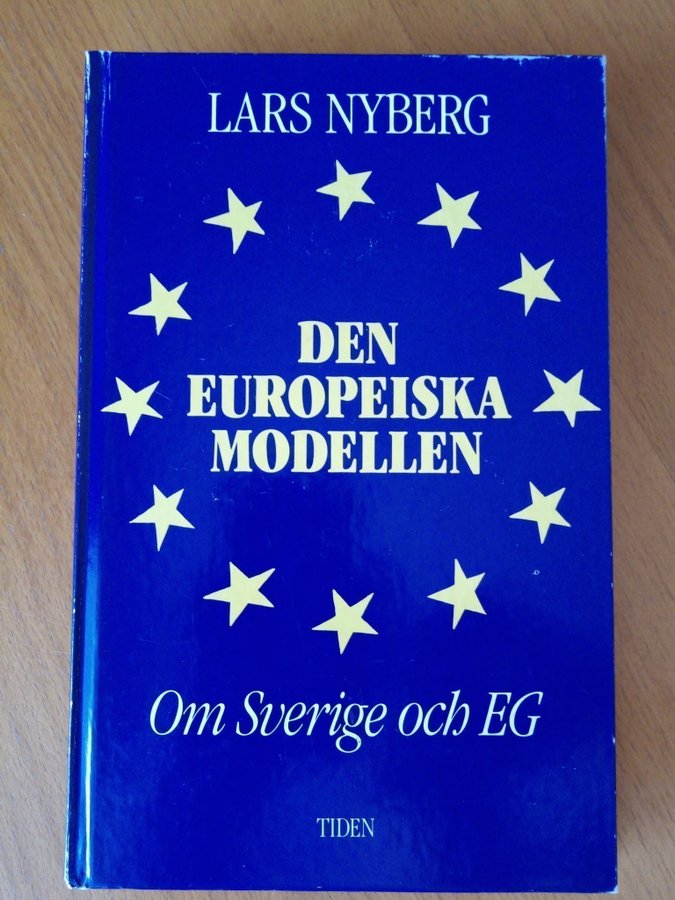 LARS NYBERG
DEN
EUROPEISKA
MODELLEN
Om Sverige och EG
TIDEN